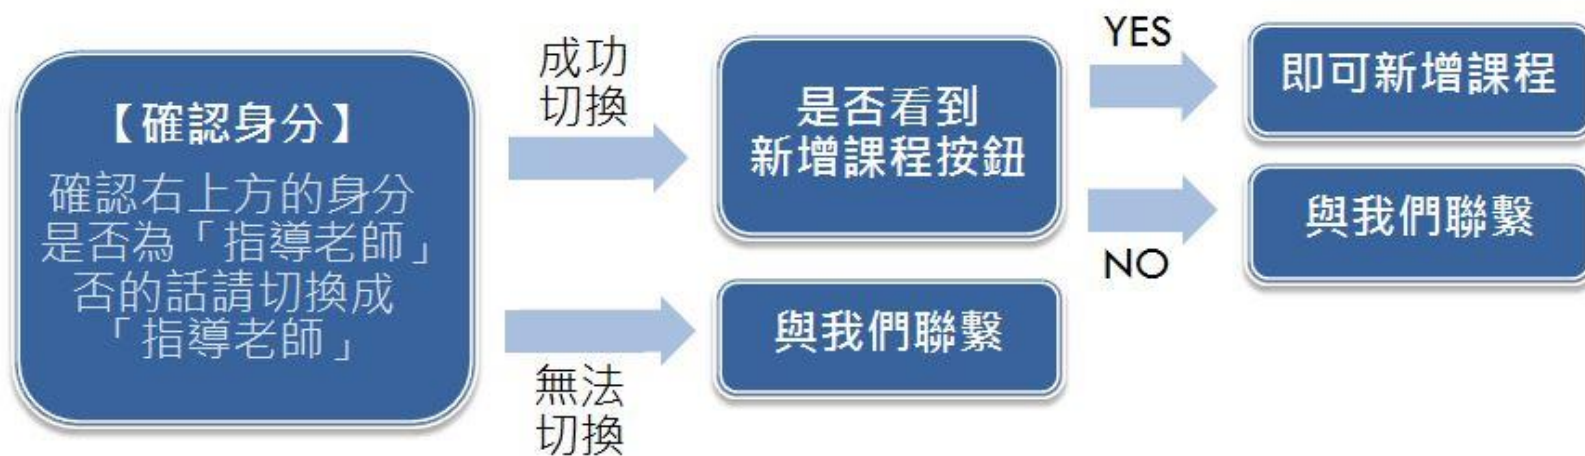 【確認身分】
確認右上方的身分
是否為「指導老師」
否的話請切換成
「指導老師」
成功
切換
無法
切換
是否看到
新增課程按鈕
與我們聯繫
YES
NO
即可新增課程
與我們聯繫